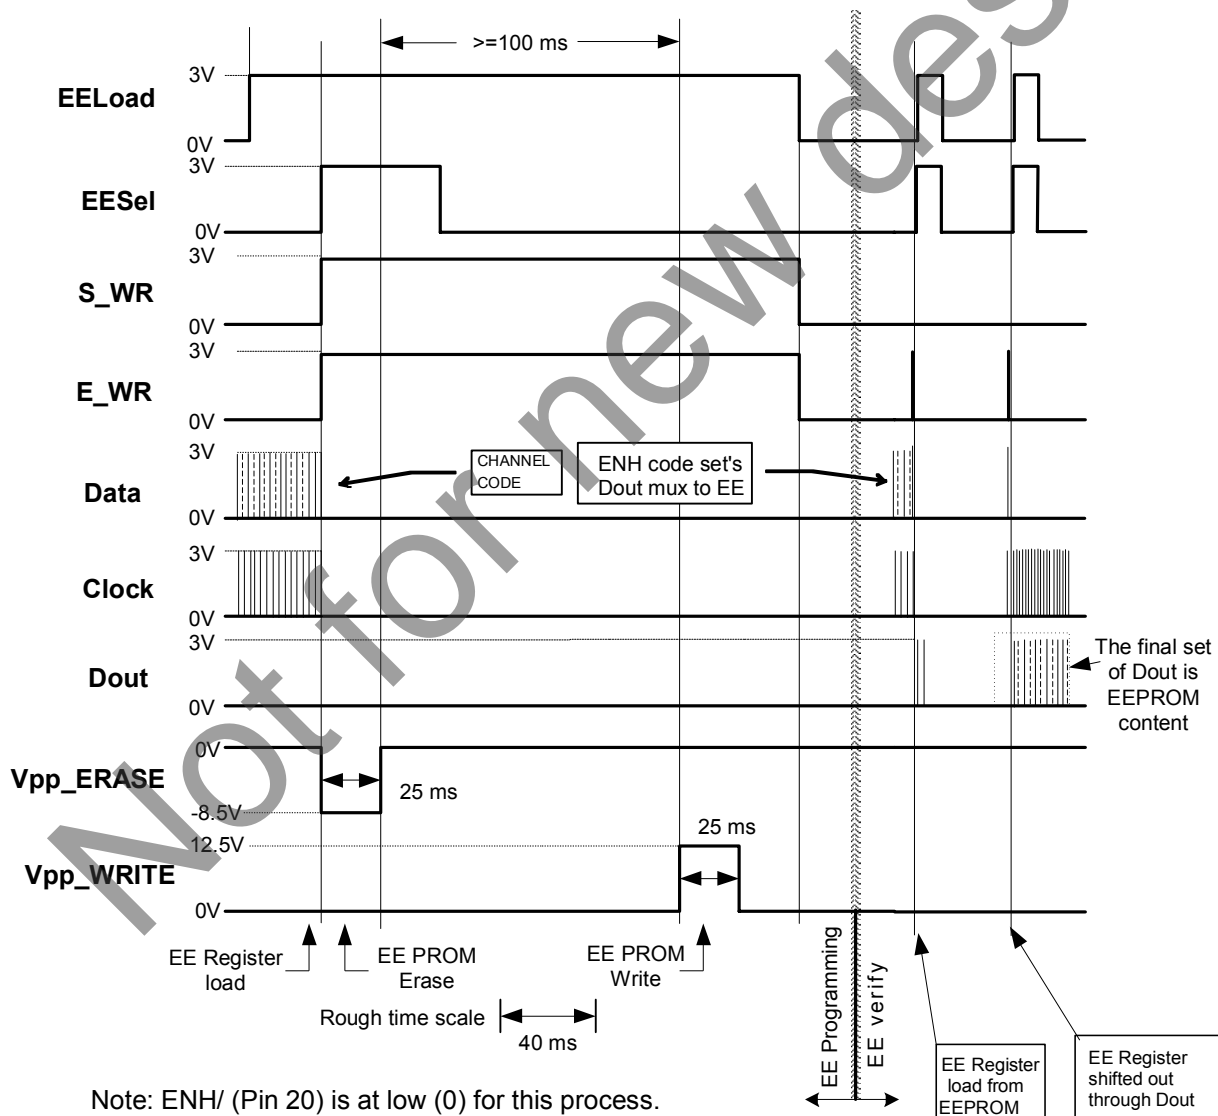 >=100 ms
3V
EELoad
0V
3V
EESel
0V
3V
S_WR
0V
3V
E_WR
0V
3V
CHANNEL
CODE
ENH code set's
Dout mux to EE
Data
0V
3V
Clock
0V
3V
Dout
0V
The final set
of Dout is
EEPROM
content
0V
Vpp_ERASE
25 ms
-8.5V
12.5V
25 ms
Vpp_WRITE
0V
EE Register
load
EE PROM
Erase
EE PROM
Write
Rough time scale
40 ms
EE Programming
EE verify
EE Register
load from
EEPROM
EE Register
shifted out
through Dout
Note: ENH/ (Pin 20) is at low (0) for this process.
Not for new des